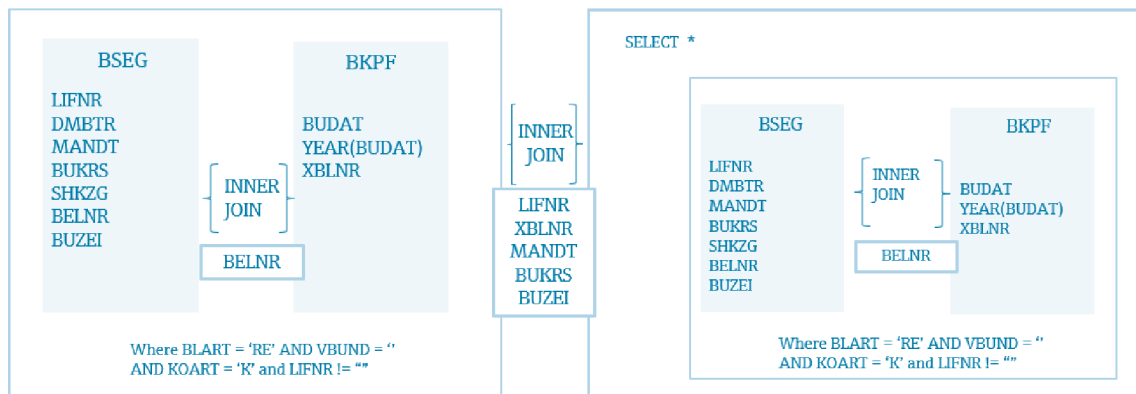 BSEG
LIFNR
DMBTR
MANDT
BUKRS
SHKZG
BELNR
BUZEI
INNER
JOIN
BELNR
BKPF
BUDAT
YEAR(BUDAT)
XBLNR
Where BLART = ‘RE’ AND VBUND = ‘’
AND KOART = ‘K’ and LIFNR != “”
INNER
JOIN
LIFNR
XBLNR
MANDT
BUKRS
BUZEI
SELECT *
BSEG
LIFNR
DMBTR
MANDT
BUKRS
SHKZG
BELNR
BUZEI
INNER
JOIN
BELNR
BKPF
BUDAT
YEAR(BUDAT)
XBLNR
Where BLART = ‘RE’ AND VBUND = ‘’
AND KOART = ‘K’ and LIFNR != “”